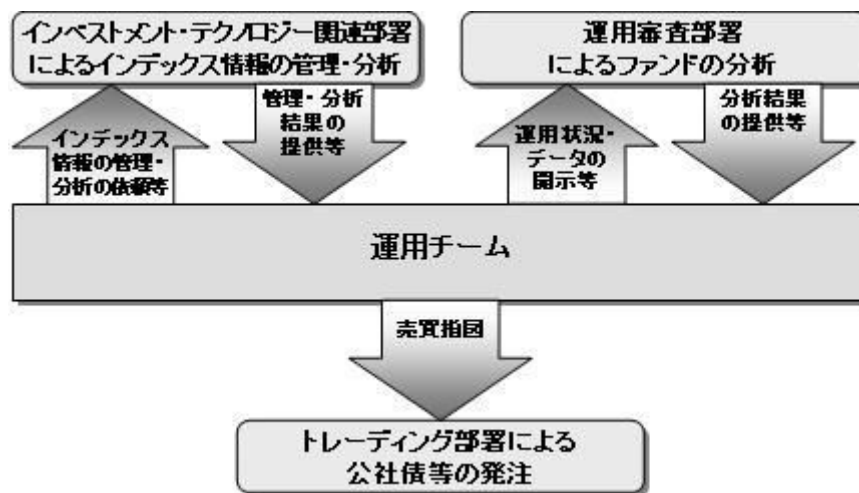 インベストメント・テクノロジー関連部署
によるインデックス情報の管理・分析
運用審査部署
によるファンドの分析
インデックス
情報の管理・
分析の依頼等
管理・分析
結果の
提供等
運用状況・
データの
開示等
分析結果
の提供等
運用チーム
売買指図
トレーディング部署による
公社債等の発注